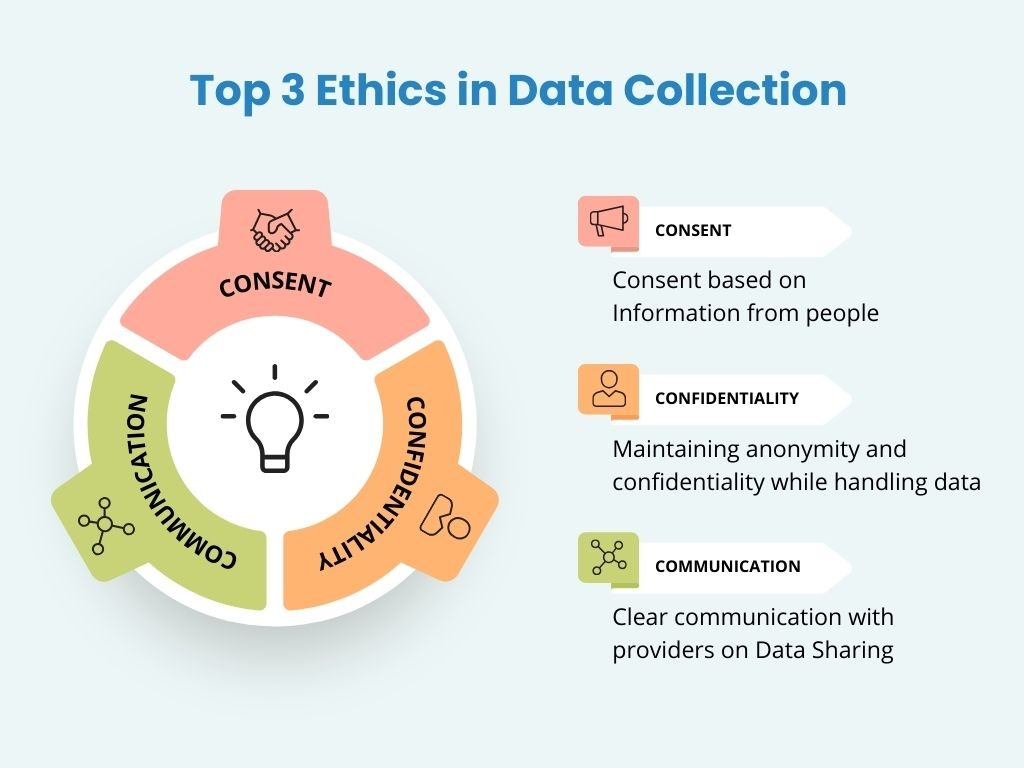 Top 3 Ethics in Data Collection
CONSENT
COMMUNICATION
CONFIDENTIALITY
CONSENT
Consent based on
Information from people
CONFIDENTIALITY
Maintaining anonymity and
confidentiality while handling data
COMMUNICATION
Clear communication with
providers on Data Sharing